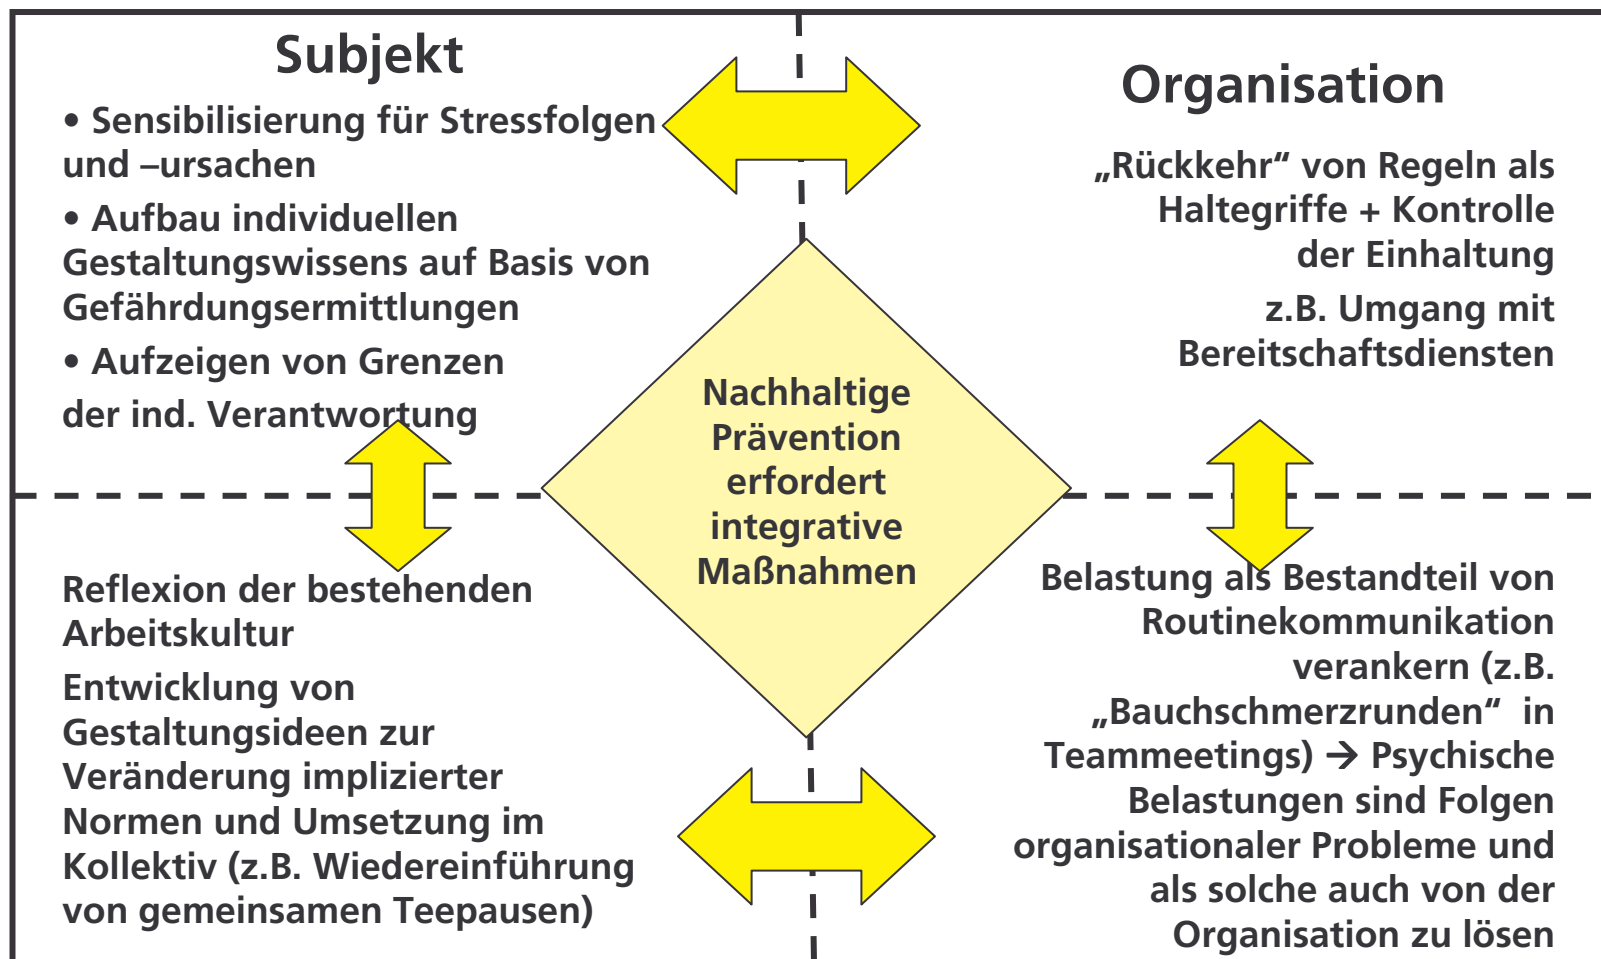 Subjekt
• Sensibilisierung für Stressfolgen
und –ursachen
• Aufbau individuellen
Gestaltungswissens auf Basis von
Gefährdungsermittlungen
• Aufzeigen von Grenzen
der ind. Verantwortung
Organisation
„Rückkehr“ von Regeln als
Haltegriffe + Kontrolle
der Einhaltung
z.B. Umgang mit
Bereitschaftsdiensten
Nachhaltige
Prävention
erfordert
integrative
Maßnahmen
Reflexion der bestehenden
Arbeitskultur
Entwicklung von
Gestaltungsideen zur
Veränderung implizierter
Normen und Umsetzung im
Kollektiv (z.B. Wiedereinführung
von gemeinsamen Teepausen)
Belastung als Bestandteil von
Routinekommunikation
verankern (z.B.
„Bauchschmerzrunden“ in
Teammeetings) → Psychische
Belastungen sind Folgen
organisationaler Probleme und
als solche auch von der
Organisation zu lösen